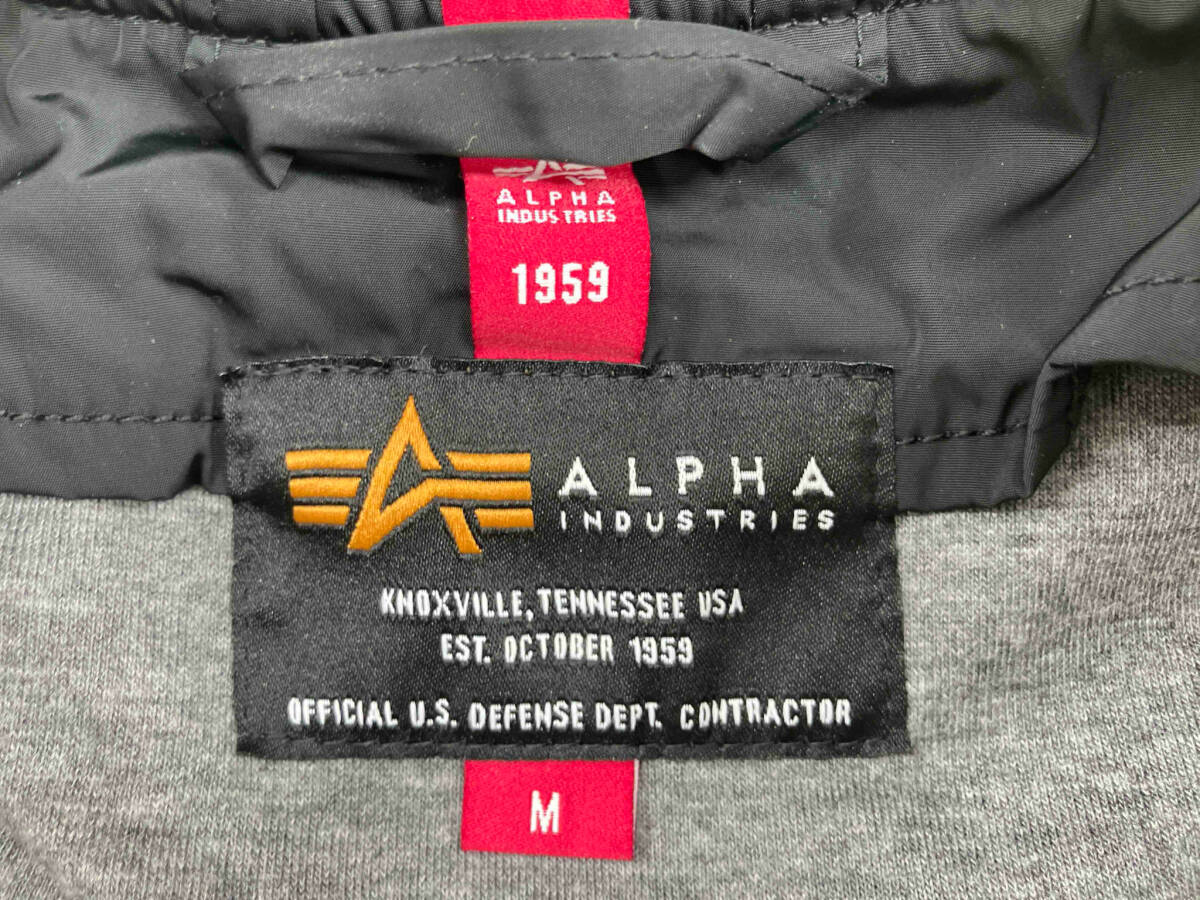 ALPHA
INDUSTRIES
1959
ALPHA
INDUSTRIES
KNOXVILLE, TENNESSEE USA
EST. OCTOBER 1959
OFFICIAL U.S. DEFENSE DEPT. CONTRACTOR
M